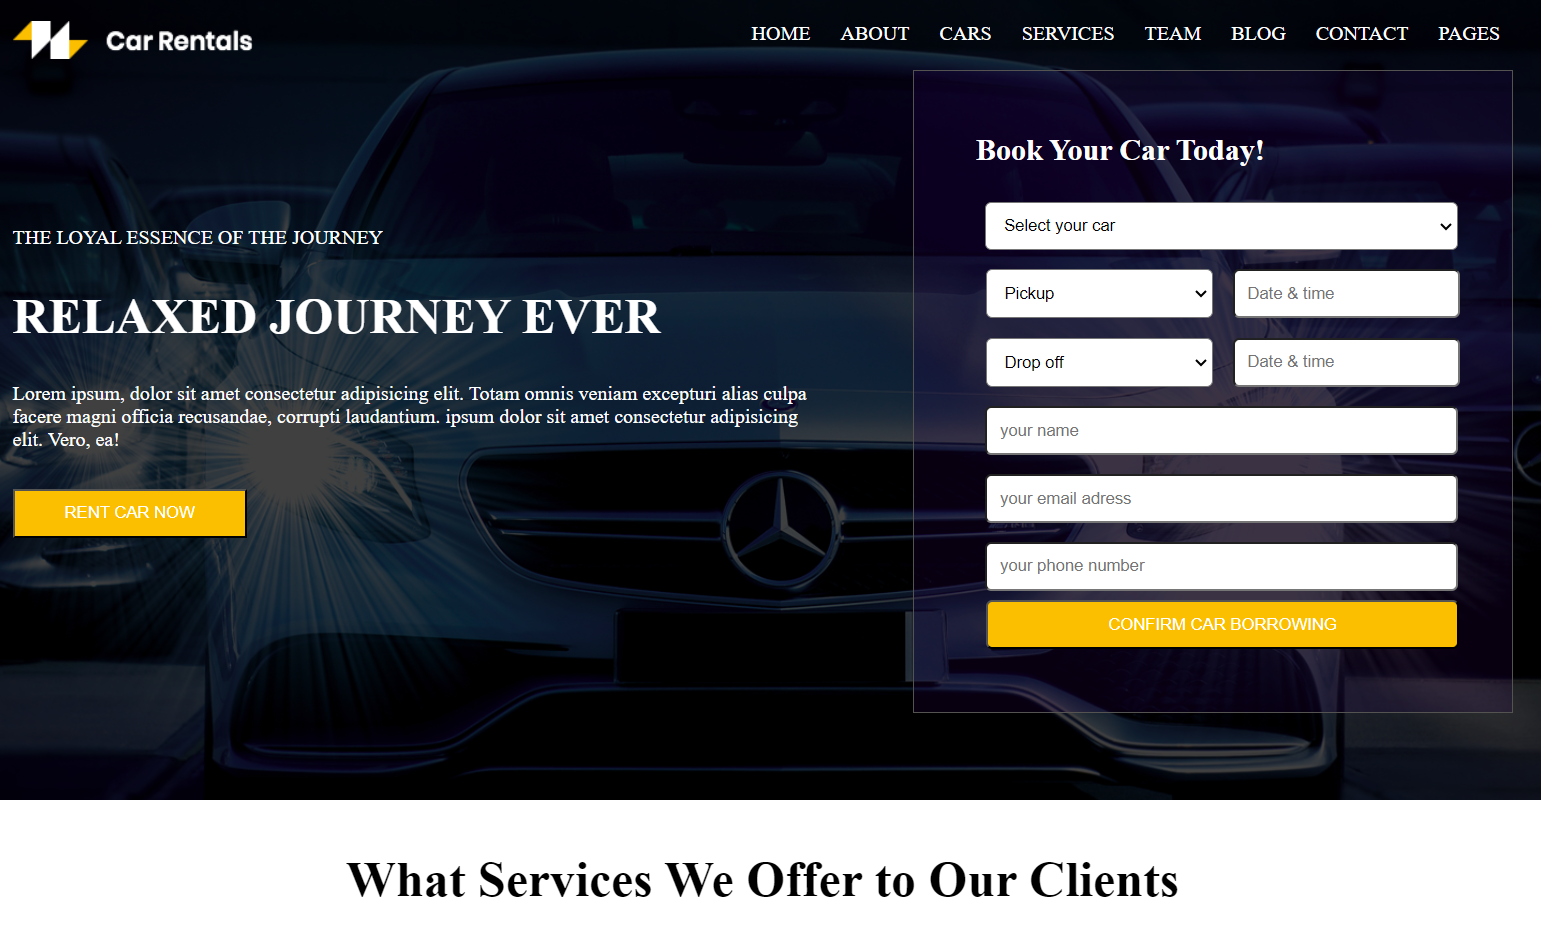 Car Rentals
HOME ABOUT CARS SERVICES TEAM BLOG CONTACT PAGES
THE LOYAL ESSENCE OF THE JOURNEY
RELAXED JOURNEY EVER
Lorem ipsum, dolor sit amet consectetur adipisicing elit. Totam omnis veniam excepturi alias culpa
facere magni officia recusandae, corrupti laudantium. ipsum dolor sit amet consectetur adipisicing
elit. Vero, ea!
RENT CAR NOW
Book Your Car Today!
Select your car
Pickup
Date & time
Drop off
Date & time
your name
your email adress
your phone number
CONFIRM CAR BORROWING
What Services We Offer to Our Clients